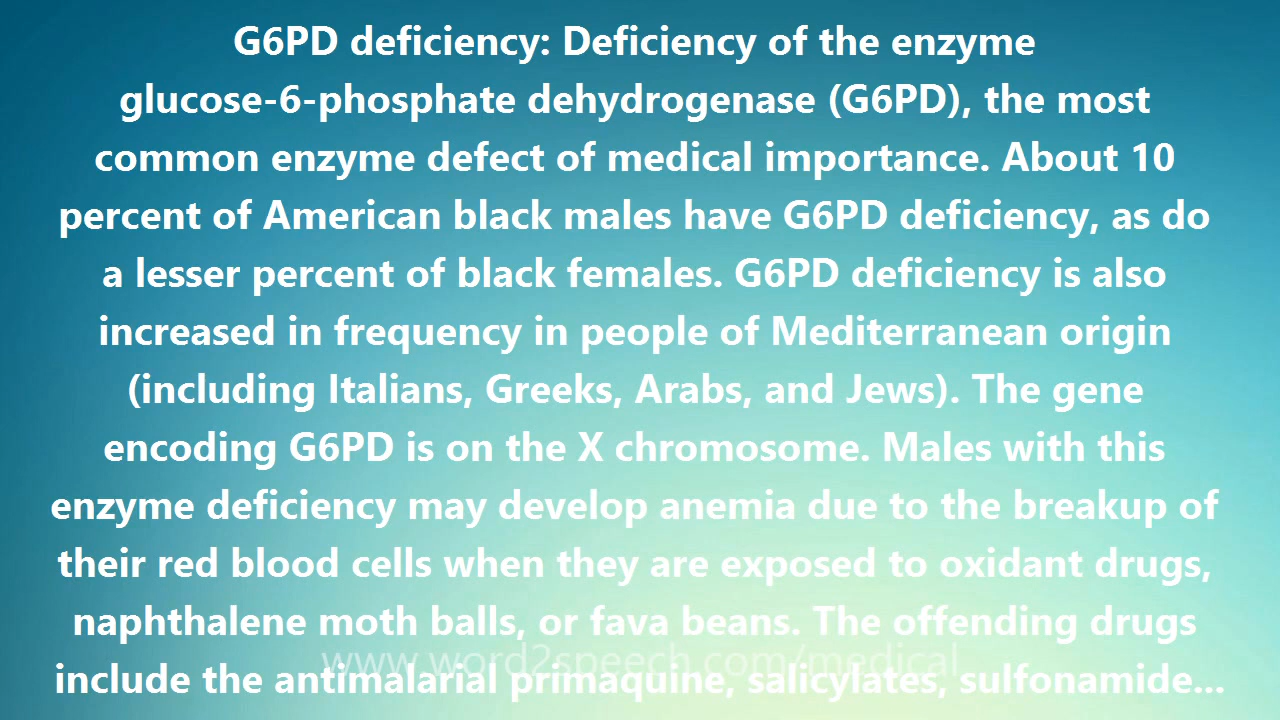 G6PD deficiency: Deficiency of the enzyme
glucose-6-phosphate dehydrogenase (G6PD), the most
common enzyme defect of medical importance. About 10
percent of American black males have G6PD deficiency, as do
a lesser percent of black females. G6PD deficiency is also
increased in frequency in people of Mediterranean origin
(including Italians, Greeks, Arabs, and Jews). The gene
encoding G6PD is on the X chromosome. Males with this
enzyme deficiency may develop anemia due to the breakup of
their red blood cells when they are exposed to oxidant drugs,
naphthalene moth balls, or fava beans. The offending drugs
www.word2speech.com/medical
include the antimalarial primaquine, salicylates, sulfonamide...